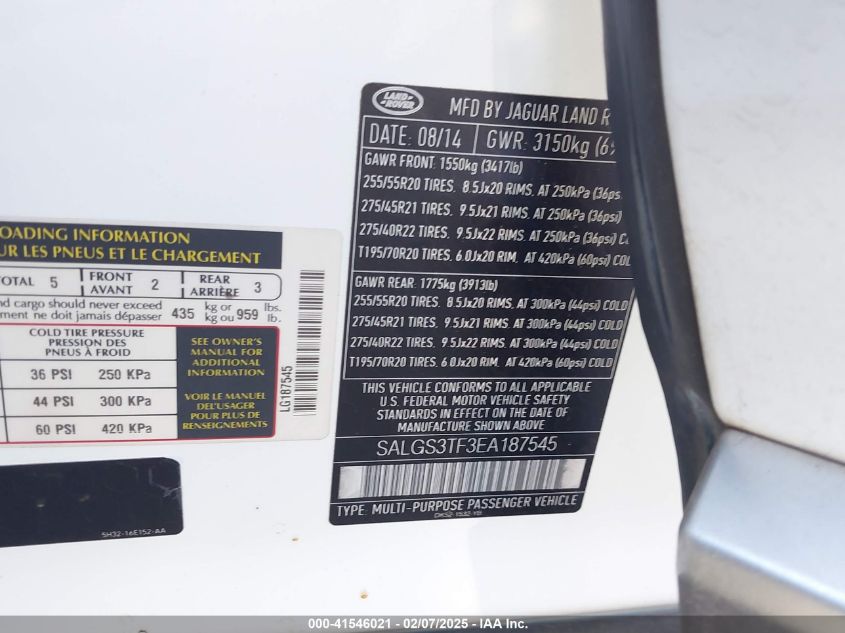 LOADING INFORMATION
UR LES PNEUS ET LE CHARGEMENT
TOTAL 5 FRONT AVANT 2 REAR ARRIÈRE 3
nd cargo should never exceed 435 kg or 959 lbs.
ment ne doit jamais dépasser kg ou lb.
COLD TIRE PRESSURE
PRESSION DES
PNEUS À FROID
36 PSI 250 KPa
44 PSI 300 KPa
60 PSI 420 KPa
SEE OWNER'S
MANUAL FOR
ADDITIONAL
INFORMATION
VOIR LE MANUEL
DE L'USAGER
POUR PLUS DE
RENSEIGNEMENTS
LG187545
5H32-16E152-AA
LAND
ROVER
MFD BY JAGUAR LAND R
DATE: 08/14 GWR: 3150kg (69
GAWR FRONT: 1550kg (3417lb)
255/55R20 TIRES. 8.5Jx20 RIMS. AT 250kPa (36ps
275/45R21 TIRES. 9.5Jx21 RIMS. AT 250kPa (36psi)
275/40R22 TIRES. 9.5Jx22 RIMS. AT 250kPa (36psi) C
T195/70R20 TIRES. 6.0Jx20 RIM. AT 420kPa (60psi) COL
GAWR REAR: 1775kg (3913lb)
255/55R20 TIRES. 8.5Jx20 RIMS. AT 300kPa (44psi) COLD
275/45R21 TIRES. 9.5Jx21 RIMS. AT 300kPa (44psi) COLD
275/40R22 TIRES. 9.5Jx22 RIMS. AT 300kPa (44psi) COLD
T195/70R20 TIRES. 6.0Jx20 RIM. AT 420kPa (60psi) COLD
THIS VEHICLE CONFORMS TO ALL APPLICABLE
U.S. FEDERAL MOTOR VEHICLE SAFETY
STANDARDS IN EFFECT ON THE DATE OF
MANUFACTURE SHOWN ABOVE
SALGS3TF3EA187545
TYPE: MULTI-PURPOSE PASSENGER VEHICLE
000-41546021 - 02/07/2025 - IAA Inc.